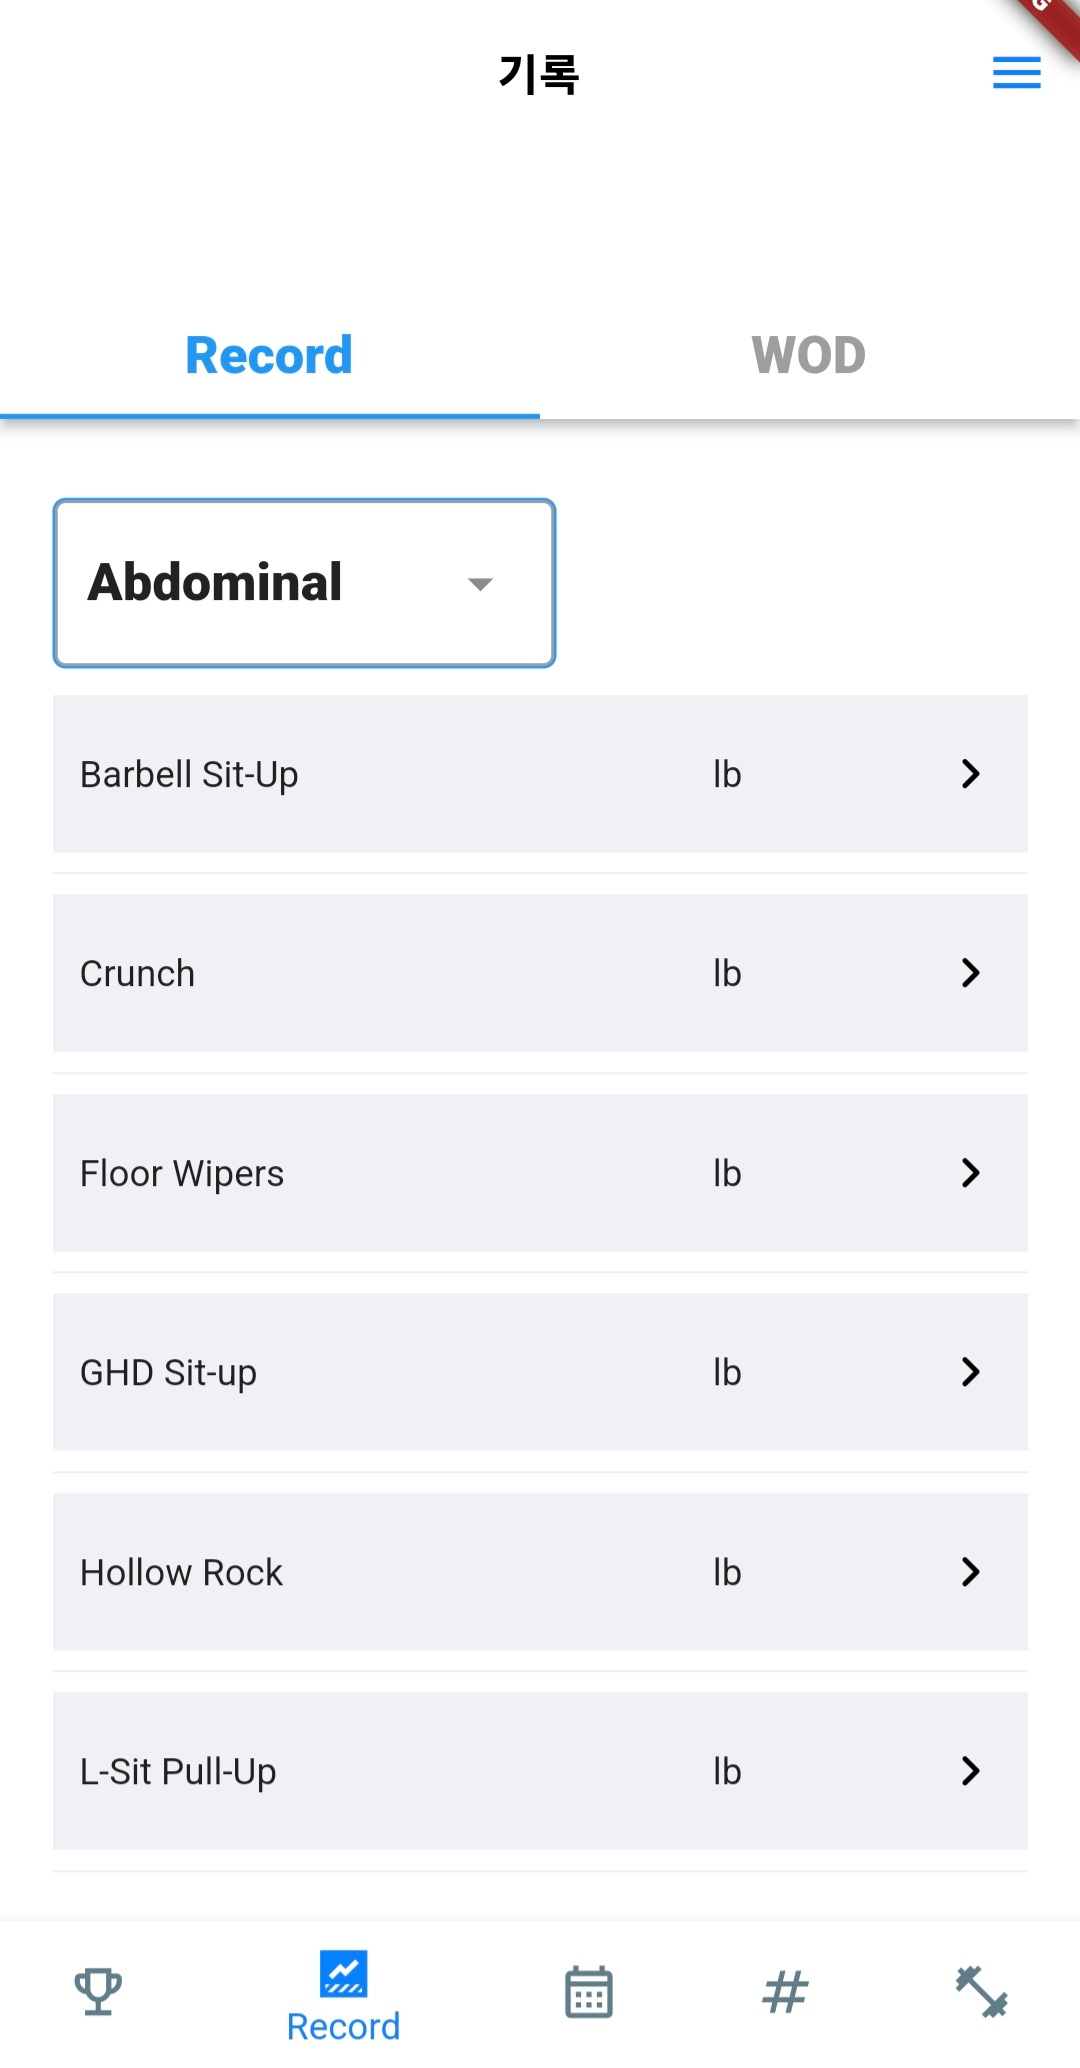 기록
Record
WOD
Abdominal
Barbell Sit-Up lb
Crunch lb
Floor Wipers lb
GHD Sit-up lb
Hollow Rock lb
L-Sit Pull-Up lb
#
Record